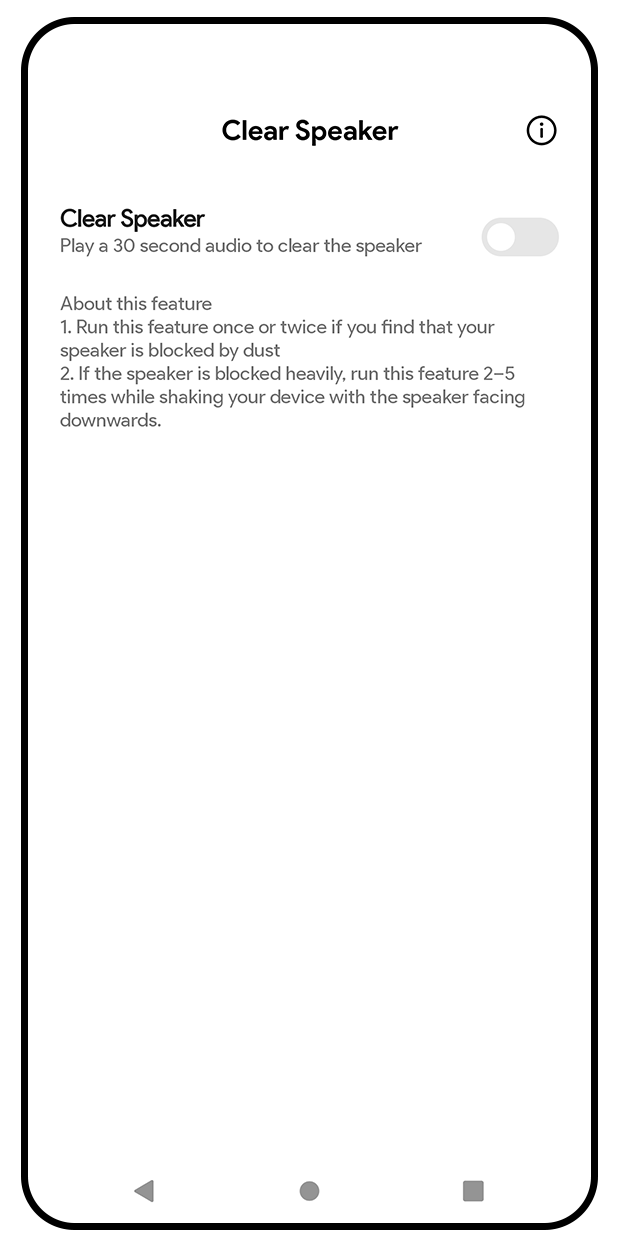 Clear Speaker
Clear Speaker
Play a 30 second audio to clear the speaker
About this feature
1. Run this feature once or twice if you find that your
speaker is blocked by dust
2. If the speaker is blocked heavily, run this feature 2–5
times while shaking your device with the speaker facing
downwards.